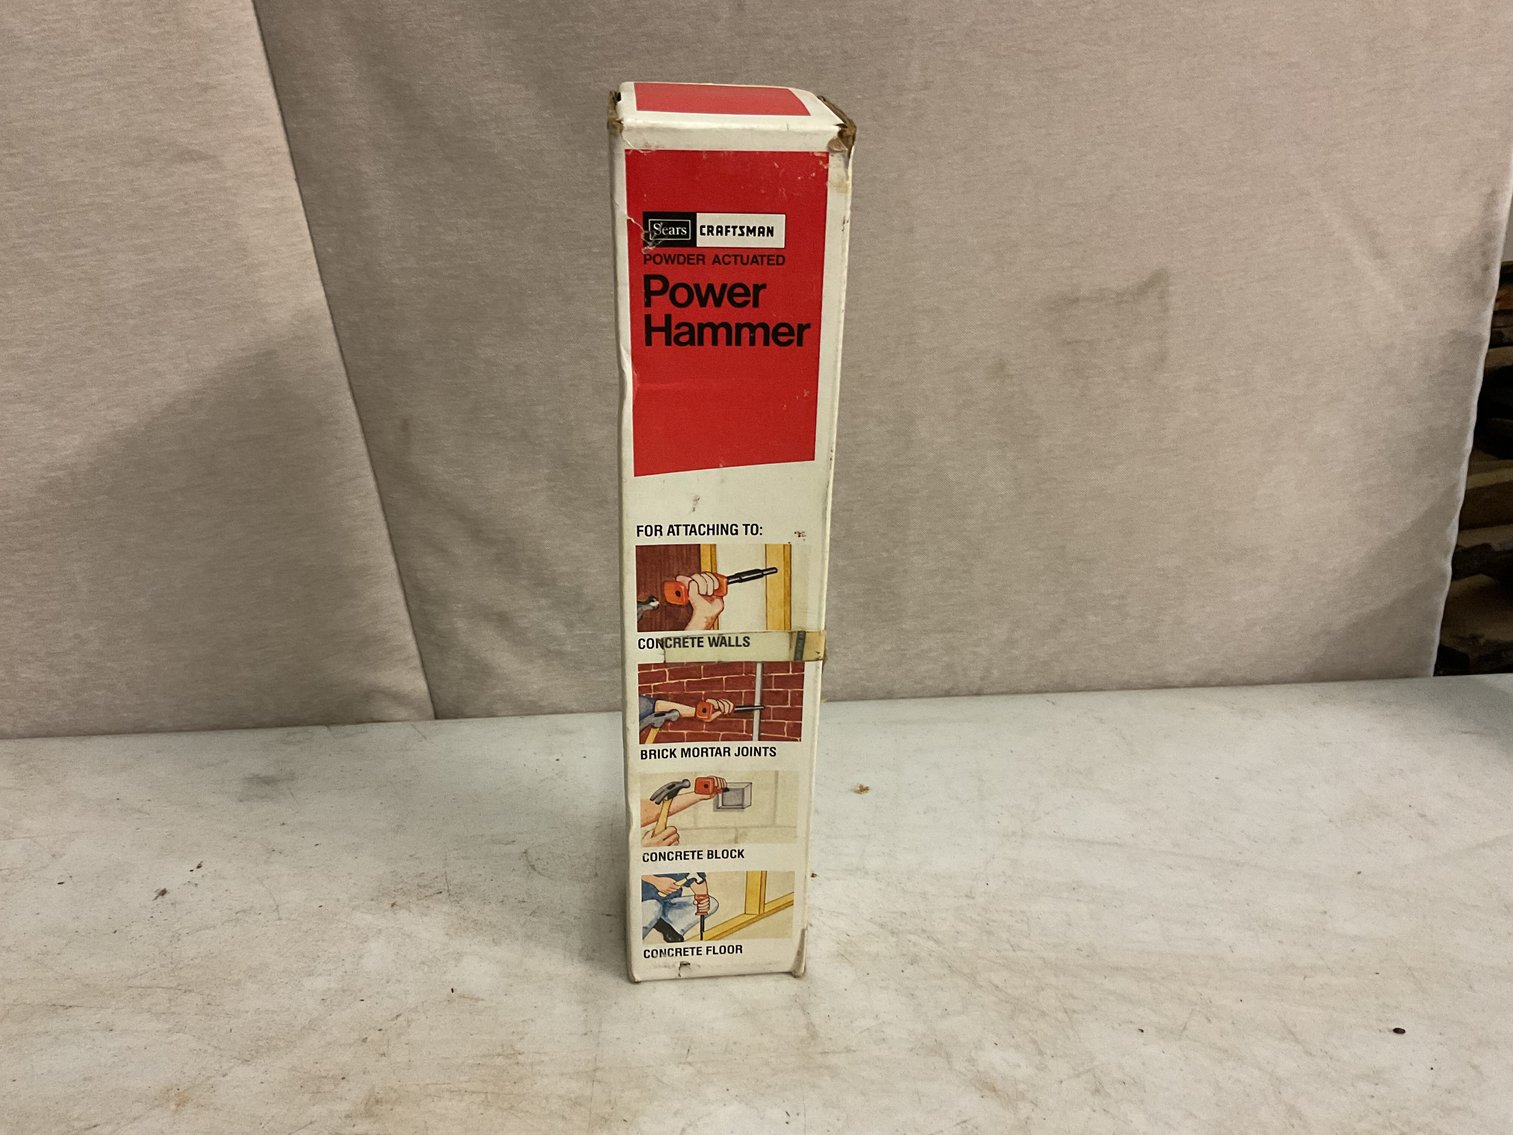 Sears CRAFTSMAN
POWDER ACTUATED
Power
Hammer
FOR ATTACHING TO:
CONCRETE WALLS
BRICK MORTAR JOINTS
CONCRETE BLOCK
CONCRETE FLOOR